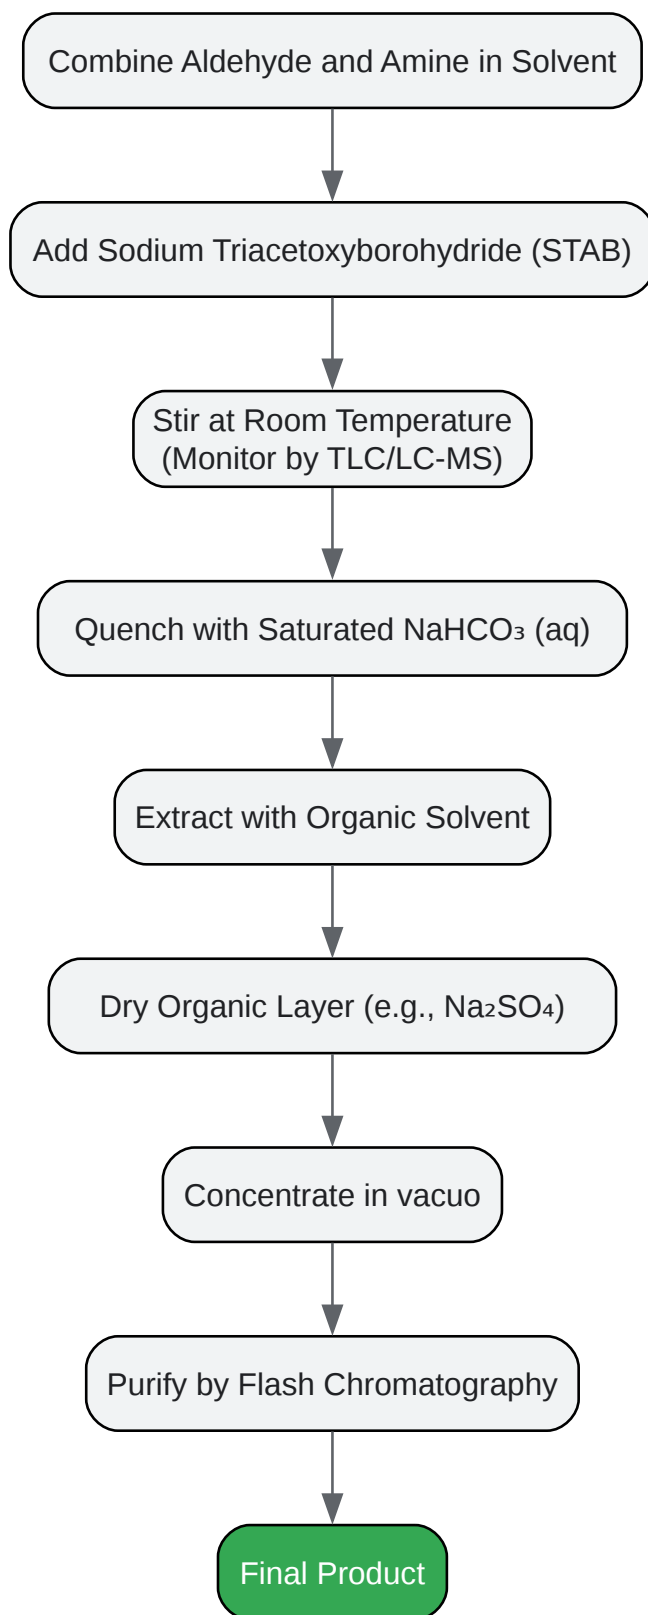 Combine Aldehyde and Amine in Solvent
Add Sodium Triacetoxyborohydride (STAB)
Stir at Room Temperature
(Monitor by TLC/LC-MS)
Quench with Saturated NaHCO₃ (aq)
Extract with Organic Solvent
Dry Organic Layer (e.g., Na₂SO₄)
Concentrate in vacuo
Purify by Flash Chromatography
Final Product